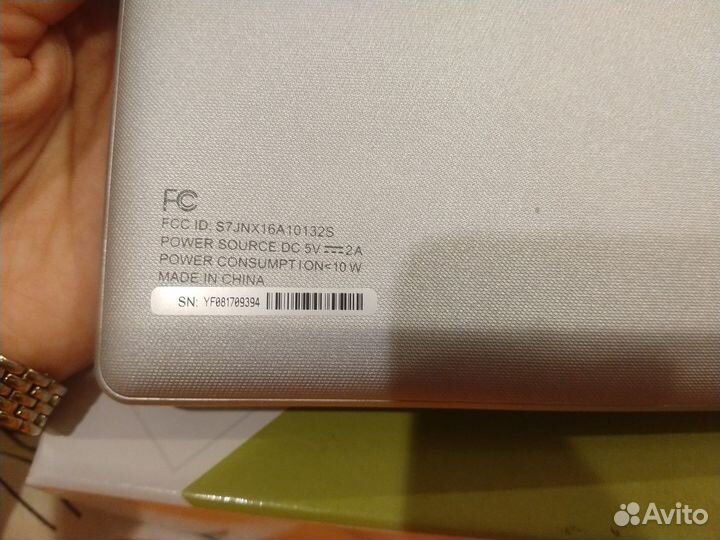 FC
FCC ID: S7JNX16A10132S
POWER SOURCE DC 5V⎓2A
POWER CONSUMPTION<10 W
MADE IN CHINA
SN: YF081709394
Avito